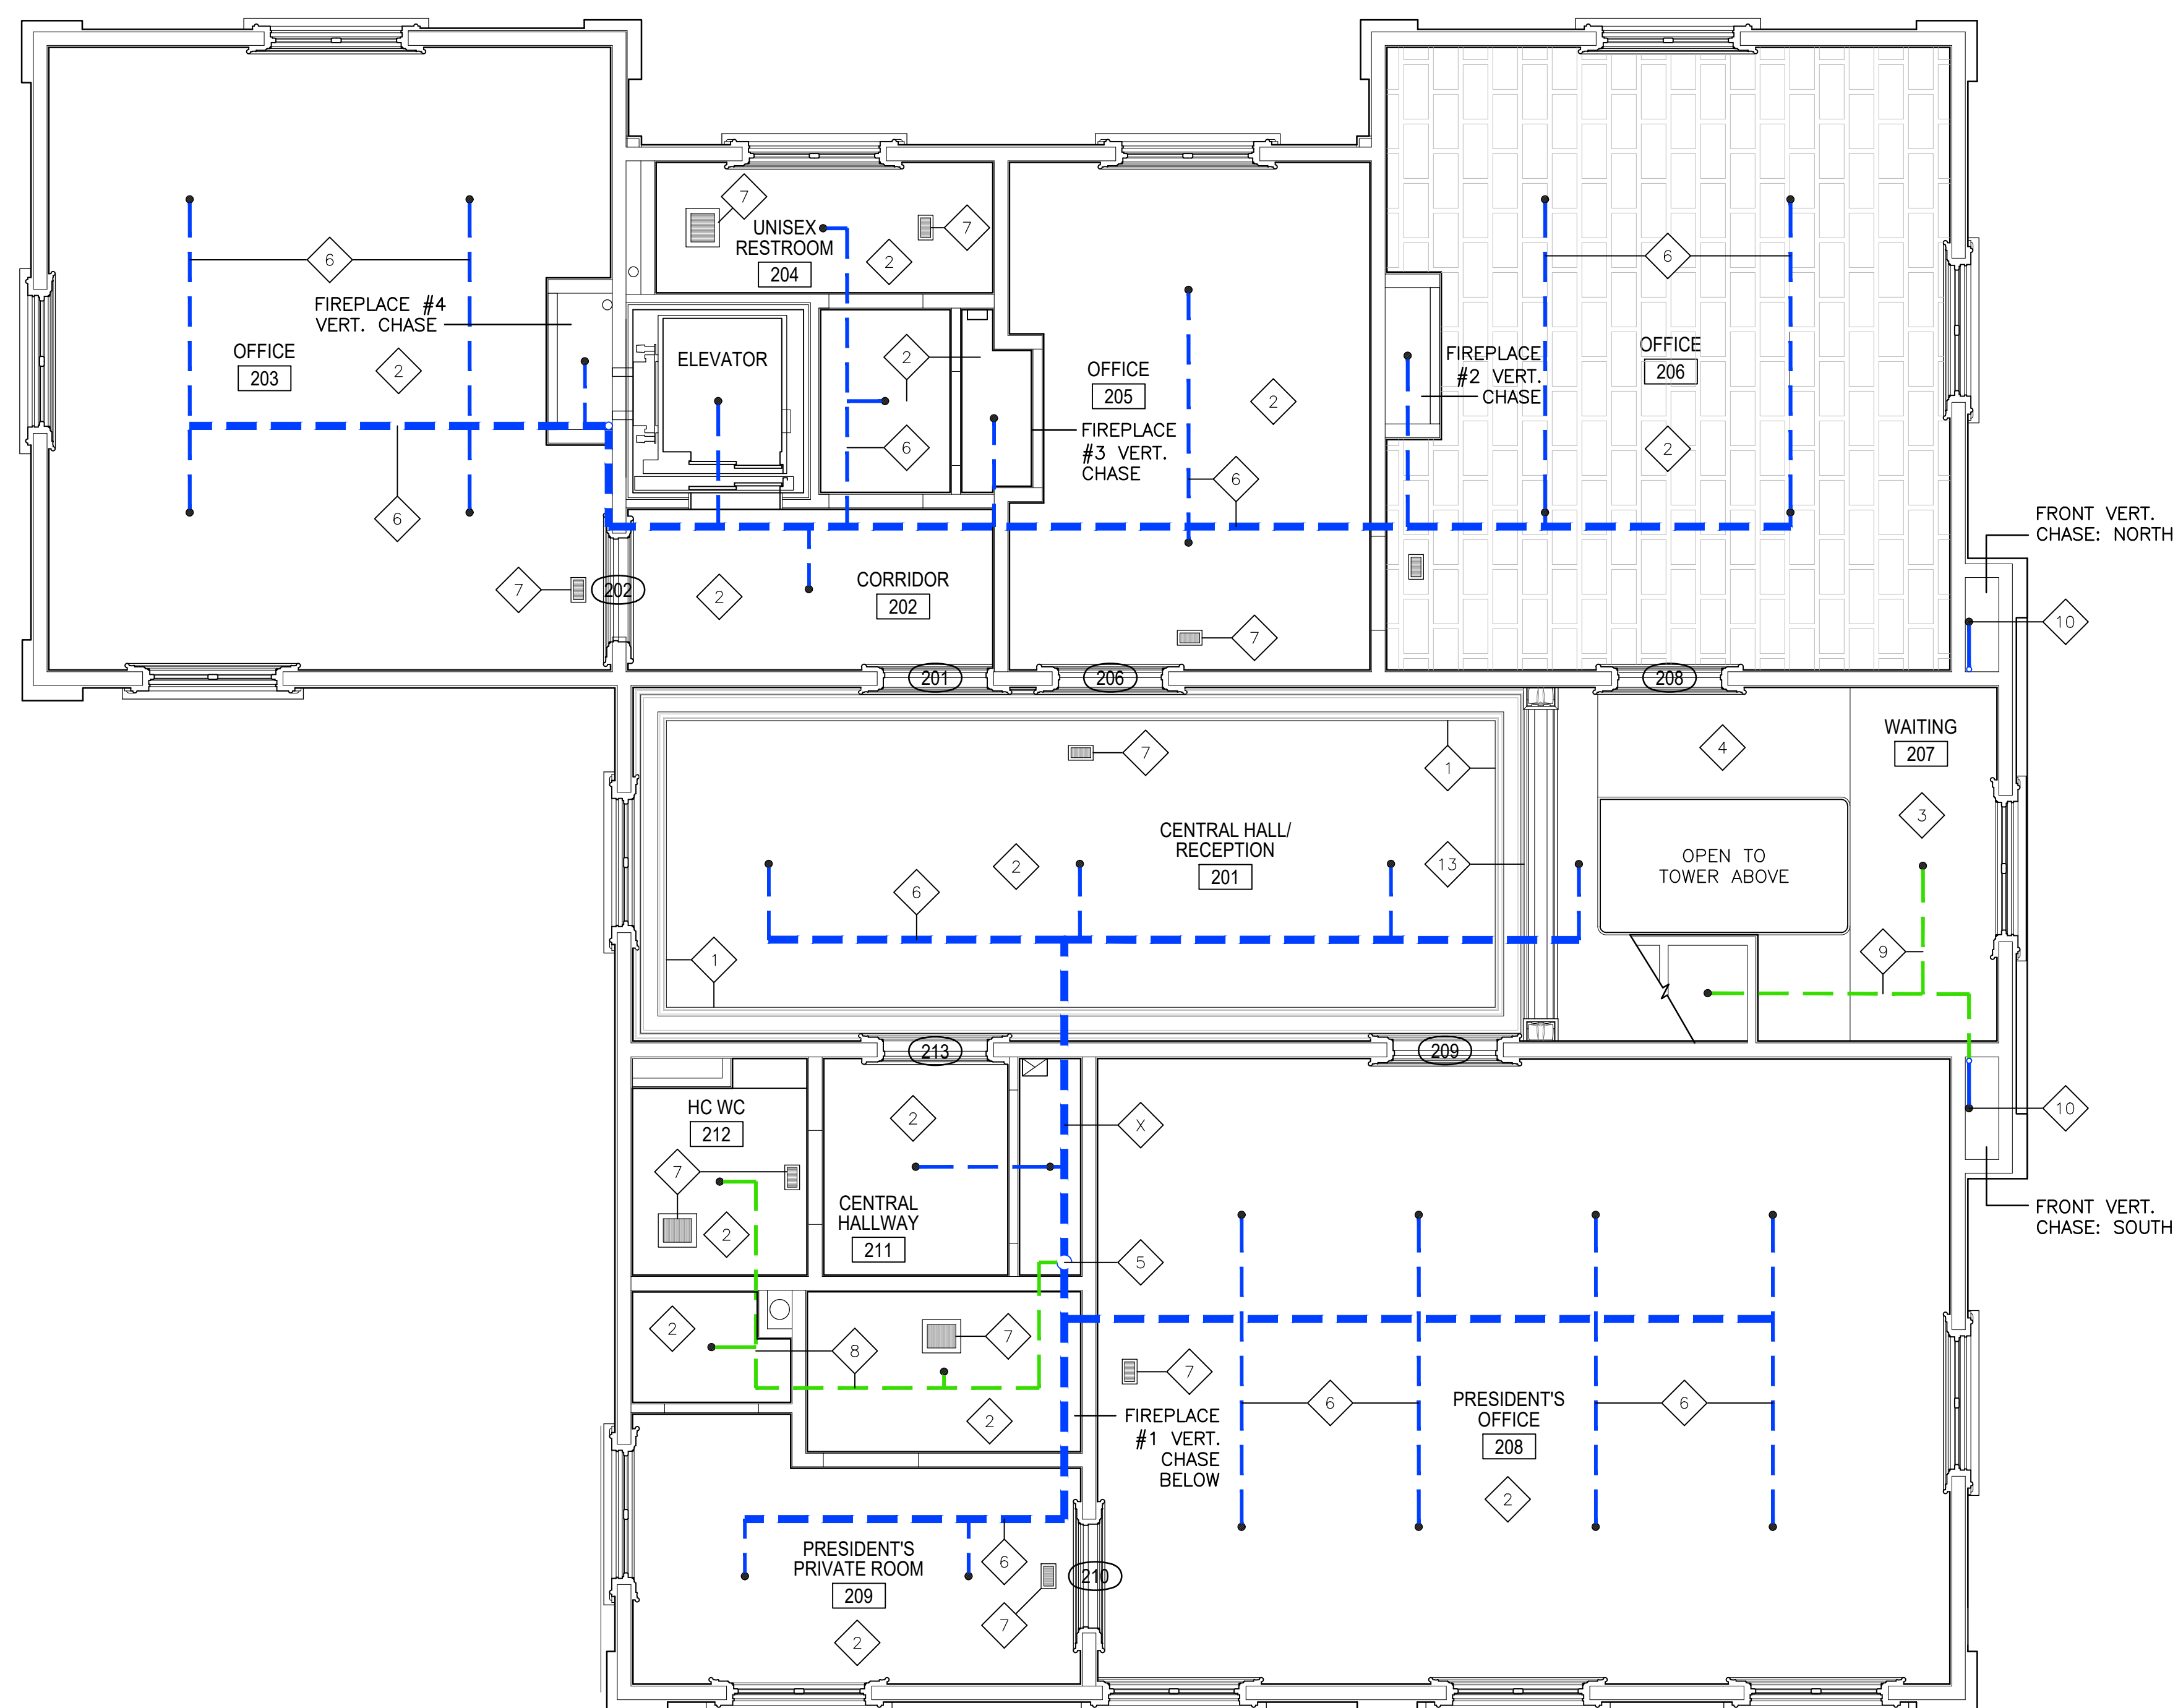 7
UNISEX
RESTROOM
204
7
2
6
FIREPLACE #4
VERT. CHASE
OFFICE
203
2
6
7
202
ELEVATOR
2
6
OFFICE
205
2
FIREPLACE
#3 VERT.
CHASE
6
FIREPLACE
#2 VERT.
CHASE
6
OFFICE
206
2
2
CORRIDOR
202
7
FRONT VERT.
CHASE: NORTH
10
201
206
208
7
1
4
WAITING
207
3
CENTRAL HALL/
RECEPTION
201
2
6
13
OPEN TO
TOWER ABOVE
1
9
213
209
HC WC
212
2
X
10
7
2
CENTRAL
HALLWAY
211
5
FRONT VERT.
CHASE: SOUTH
2
8
7
7
2
FIREPLACE
#1 VERT.
CHASE
BELOW
6
6
PRESIDENT'S
OFFICE
208
2
PRESIDENT'S
PRIVATE ROOM
209
6
210
7
2